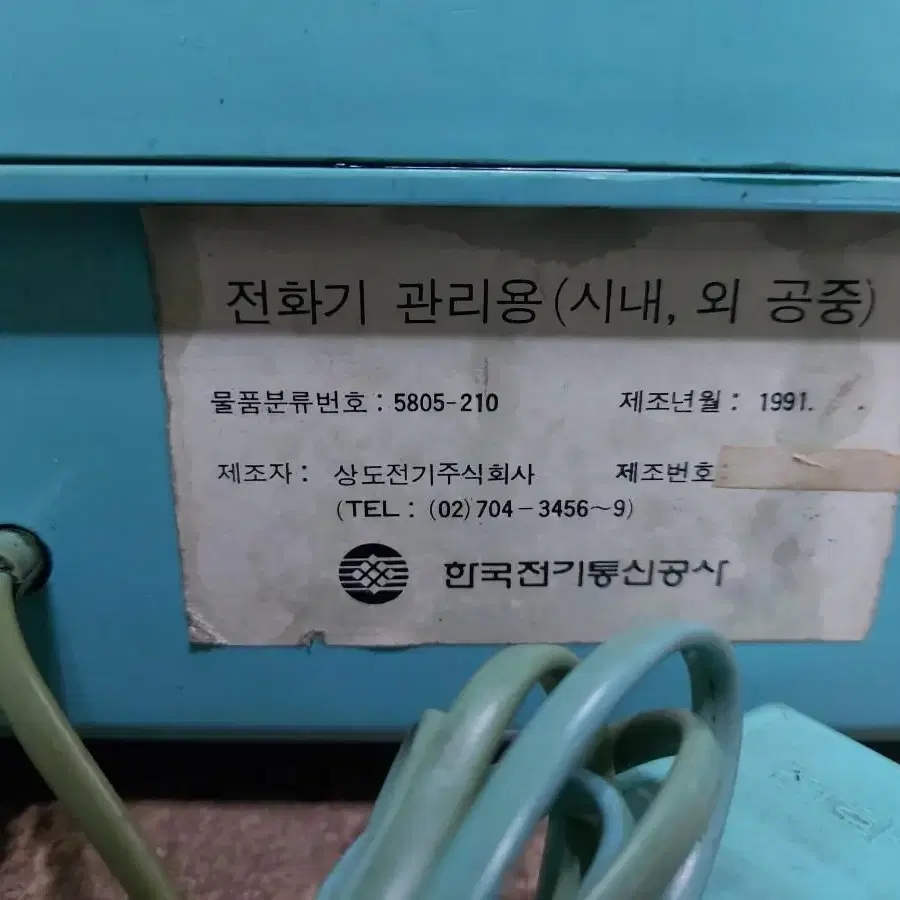 전화기 관리용(시내, 외 공중)
물품분류번호 : 5805-210 제조년월 : 1991.
제조자 : 상도전기주식회사 제조번호
(TEL : (02)704-3456~9)
한국전기통신공사